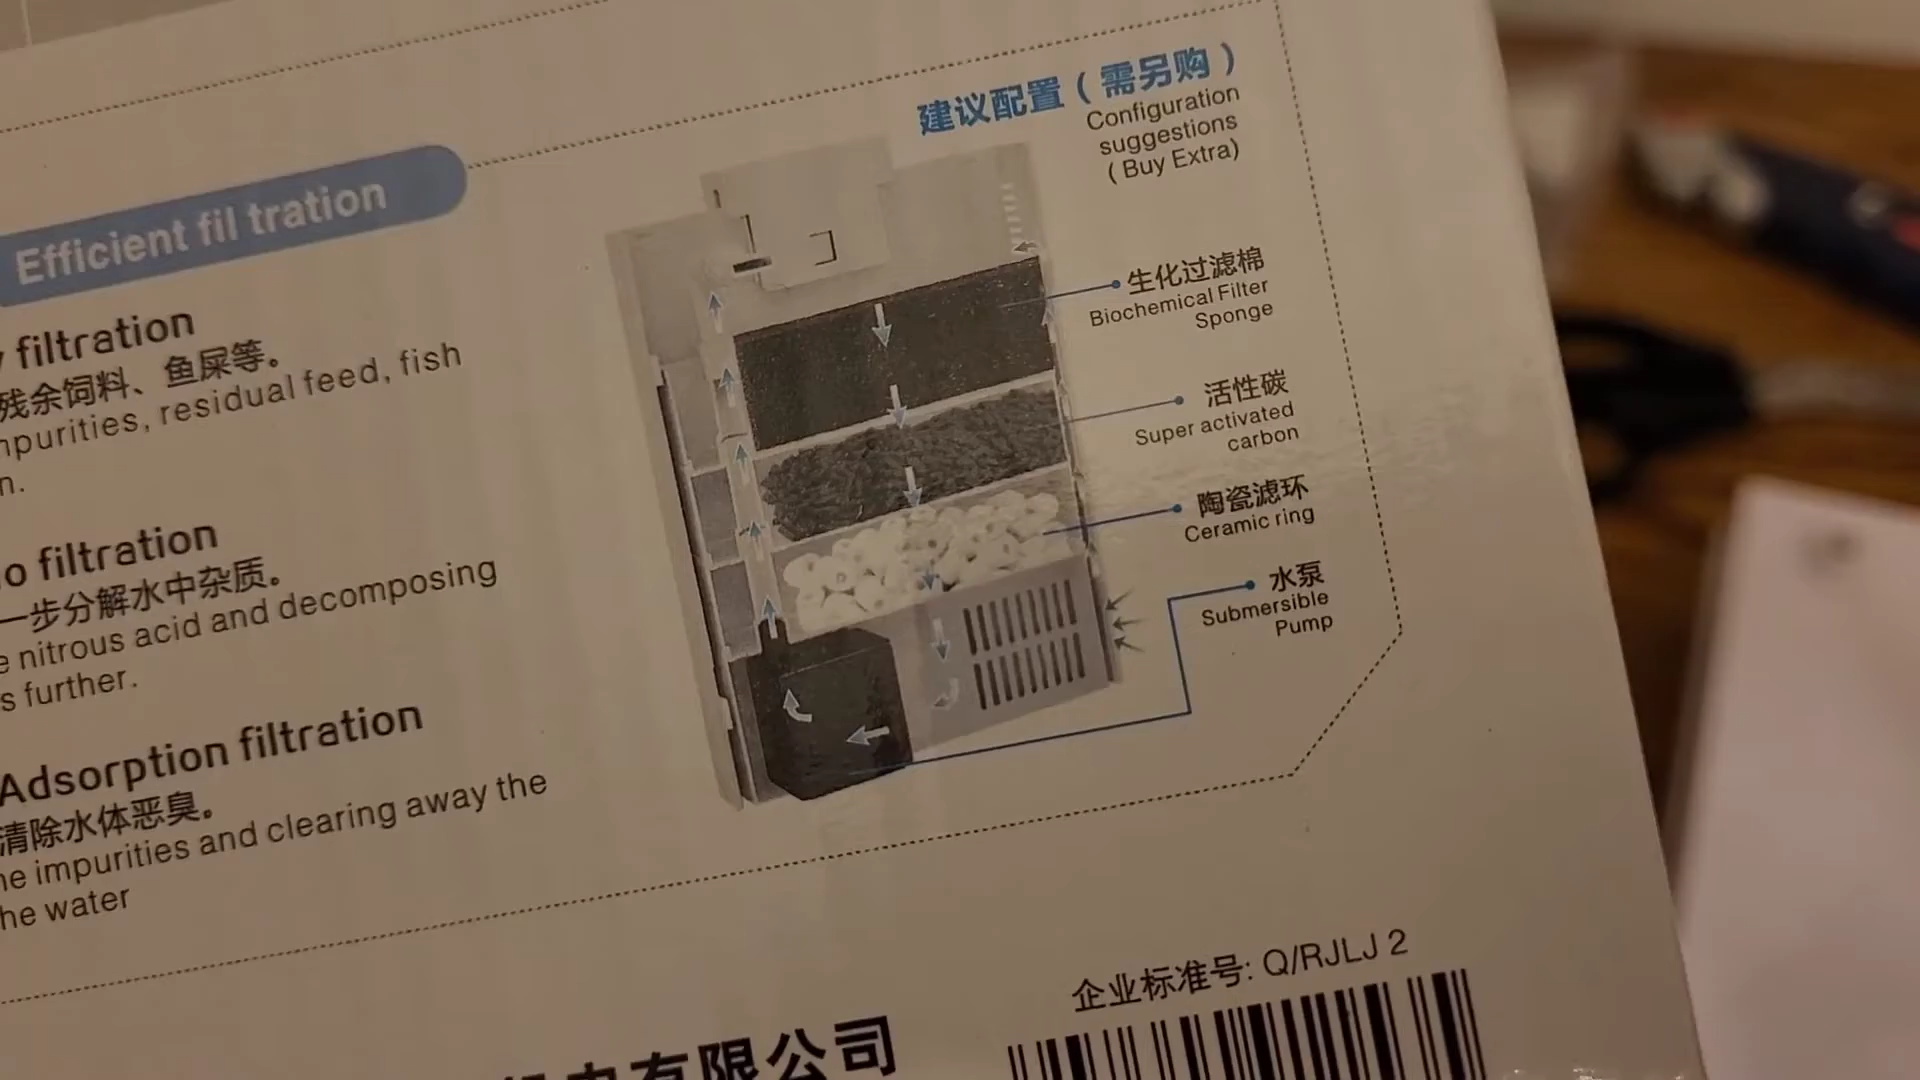 建议配置（需另购）
Configuration
suggestions
( Buy Extra)
Efficient fil tration
filtration
残余饲料、鱼屎等。
impurities, residual feed, fish
生化过滤棉
Biochemical Filter
Sponge
活性碳
Super activated
carbon
陶瓷滤环
Ceramic ring
水泵
Submersible
Pump
filtration
一步分解水中杂质。
nitrous acid and decomposing
further.
Adsorption filtration
清除水体恶臭。
impurities and clearing away the
water
企业标准号: Q/RJLJ 2
有限公司